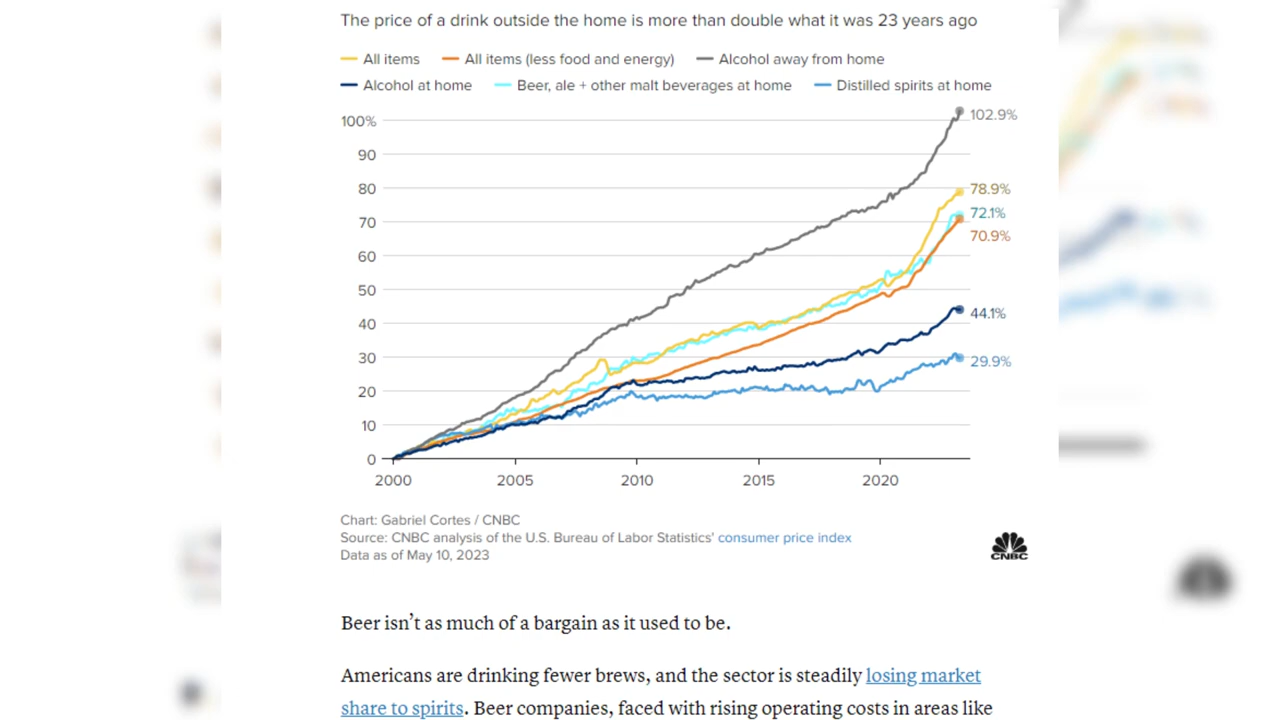 The price of a drink outside the home is more than double what it was 23 years ago
All items All items (less food and energy) Alcohol away from home
Alcohol at home Beer, ale + other malt beverages at home Distilled spirits at home
100%
90
80
70
60
50
40
30
20
10
0
102.9%
78.9%
72.1%
70.9%
44.1%
29.9%
2000 2005 2010 2015 2020
Chart: Gabriel Cortes / CNBC
Source: CNBC analysis of the U.S. Bureau of Labor Statistics' consumer price index
Data as of May 10, 2023
CNBC
Beer isn’t as much of a bargain as it used to be.
Americans are drinking fewer brews, and the sector is steadily losing market
share to spirits. Beer companies, faced with rising operating costs in areas like